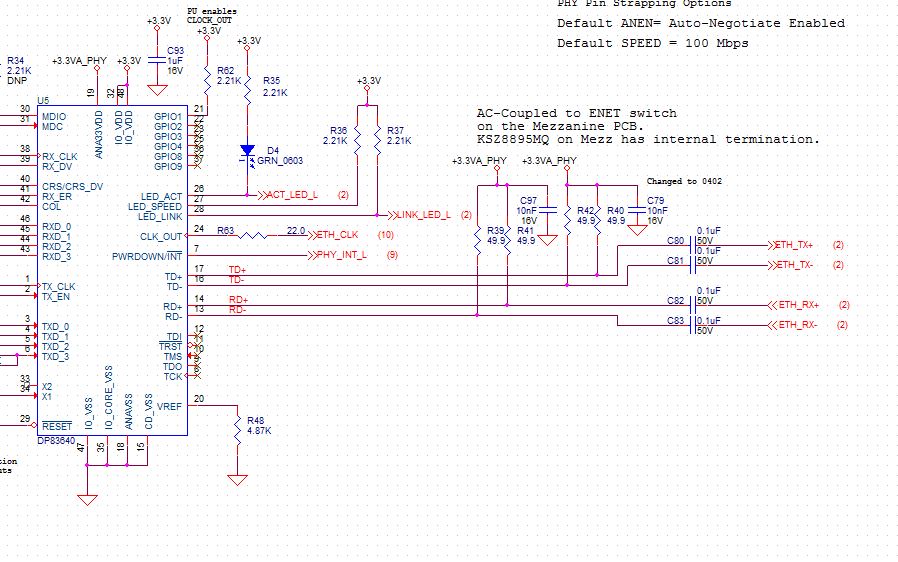 PHY Pin Strapping Options
Default ANEN= Auto-Negotiate Enabled
Default SPEED = 100 Mbps
PU enables
CLOCK_OUT
+3.3V
+3.3V
+3.3V
R34
2.21K
DNP
+3.3VA_PHY
+3.3V
C93
1uF
16V
R62
2.21K
R35
2.21K
+3.3V
19
32
48
U5
ANA33VDD
IO_VDD
IO_VDD
30 MDIO
31 MDC
38 RX_CLK
39 RX_DV
40 CRS/CRS_DV
41 RX_ER
42 COL
46 RXD_0
45 RXD_1
44 RXD_2
43 RXD_3
1 TX_CLK
2 TX_EN
3 TXD_0
4 TXD_1
5 TXD_2
6 TXD_3
33 X2
34 X1
29 RESET
GPIO1 21
GPIO2 22
GPIO3 23
GPIO4 25
GPIO8 36
GPIO9 37
LED_ACT 26
LED_SPEED 27
LED_LINK 28
CLK_OUT 24
PWRDOWN/INT 7
TD+ 17
TD- 16
RD+ 14
RD- 13
TDI 12
TRST 11
TMS 10
TDO 9
TCK 8
VREF 20
IO_VSS
IO_CORE_VSS
ANAVSS
CD_VSS
DP83640
47
35
18
15
D4
GRN_0603
R36
2.21K
R37
2.21K
ACT_LED_L (2)
LINK_LED_L (2)
R63 22.0 ETH_CLK (10)
PHY_INT_L (9)
TD+
TD-
RD+
RD-
R48
4.87K
AC-Coupled to ENET switch
on the Mezzanine PCB.
KSZ8895MQ on Mezz has internal termination.
+3.3VA_PHY
+3.3VA_PHY
Changed to 0402
C97
10nF
16V
C79
10nF
16V
R39
49.9
R41
49.9
R42
49.9
R40
49.9
C80 0.1uF 50V ETH_TX+ (2)
C81 0.1uF 50V ETH_TX- (2)
C82 0.1uF 50V ETH_RX+ (2)
C83 0.1uF 50V ETH_RX- (2)